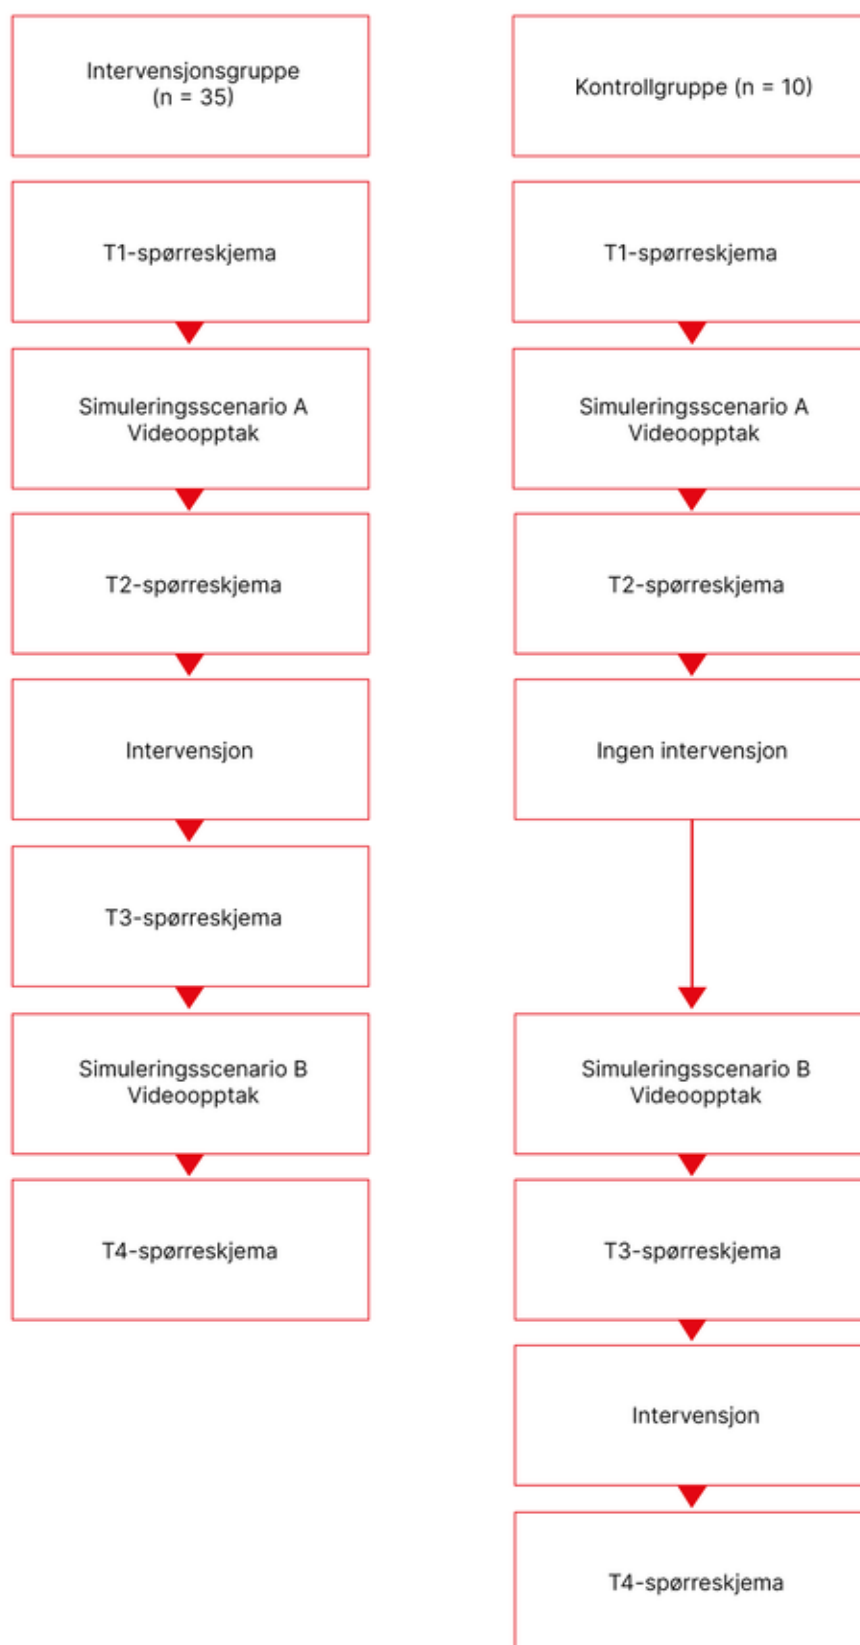 Intervensjonsgruppe
(n = 35)
T1-spørreskjema
Simuleringsscenario A
Videoopptak
T2-spørreskjema
Intervensjon
T3-spørreskjema
Simuleringsscenario B
Videoopptak
T4-spørreskjema
Kontrollgruppe (n = 10)
T1-spørreskjema
Simuleringsscenario A
Videoopptak
T2-spørreskjema
Ingen intervensjon
Simuleringsscenario B
Videoopptak
T3-spørreskjema
Intervensjon
T4-spørreskjema